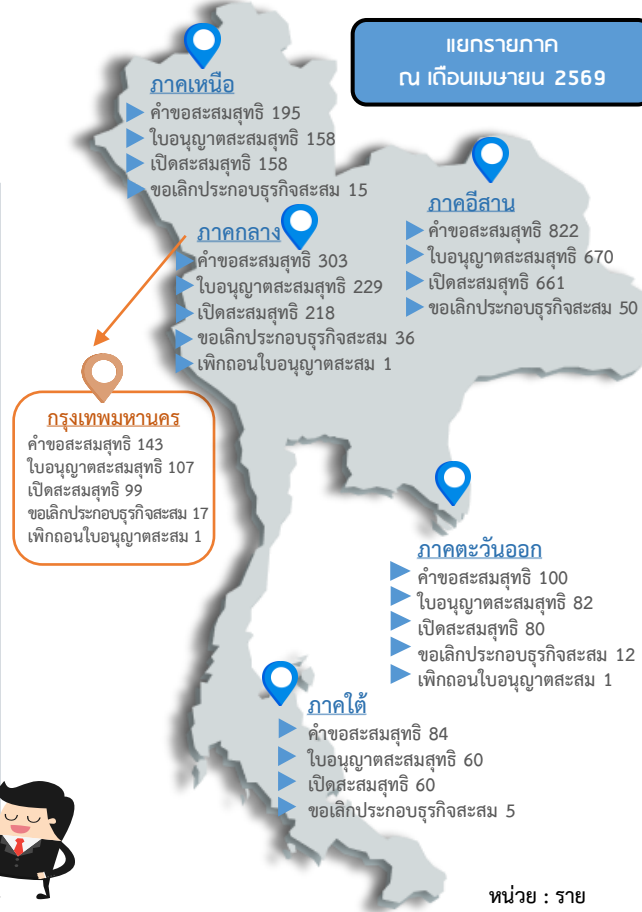 แยกรายภาค
ณ เดือนเมษายน 2569
ภาคเหนือ
คำขอสะสมสุทธิ 195
ใบอนุญาตสะสมสุทธิ 158
เปิดสะสมสุทธิ 158
ขอเลิกประกอบธุรกิจสะสม 15
ภาคอีสาน
คำขอสะสมสุทธิ 822
ใบอนุญาตสะสมสุทธิ 670
เปิดสะสมสุทธิ 661
ขอเลิกประกอบธุรกิจสะสม 50
ภาคกลาง
คำขอสะสมสุทธิ 303
ใบอนุญาตสะสมสุทธิ 229
เปิดสะสมสุทธิ 218
ขอเลิกประกอบธุรกิจสะสม 36
เพิกถอนใบอนุญาตสะสม 1
กรุงเทพมหานคร
คำขอสะสมสุทธิ 143
ใบอนุญาตสะสมสุทธิ 107
เปิดสะสมสุทธิ 99
ขอเลิกประกอบธุรกิจสะสม 17
เพิกถอนใบอนุญาตสะสม 1
ภาคตะวันออก
คำขอสะสมสุทธิ 100
ใบอนุญาตสะสมสุทธิ 82
เปิดสะสมสุทธิ 80
ขอเลิกประกอบธุรกิจสะสม 12
เพิกถอนใบอนุญาตสะสม 1
ภาคใต้
คำขอสะสมสุทธิ 84
ใบอนุญาตสะสมสุทธิ 60
เปิดสะสมสุทธิ 60
ขอเลิกประกอบธุรกิจสะสม 5
หน่วย : ราย